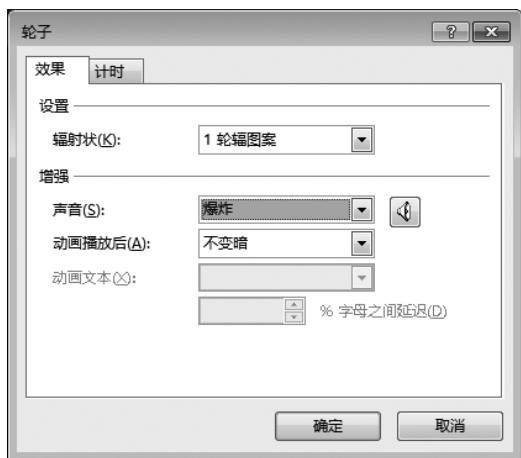 轮子
效果 计时
设置
辐射状(K): 1 轮辐图案
增强
声音(S): 爆炸
动画播放后(A): 不变暗
动画文本(X):
% 字母之间延迟(D)
确定 取消